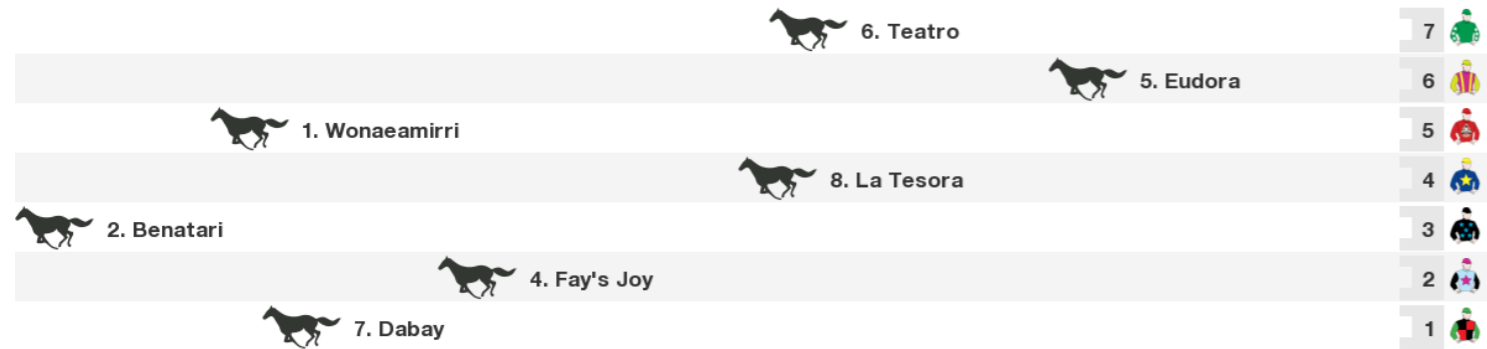 6. Teatro 7
5. Eudora 6
1. Wonaeamirri 5
8. La Tesora 4
2. Benatari 3
4. Fay's Joy 2
7. Dabay 1